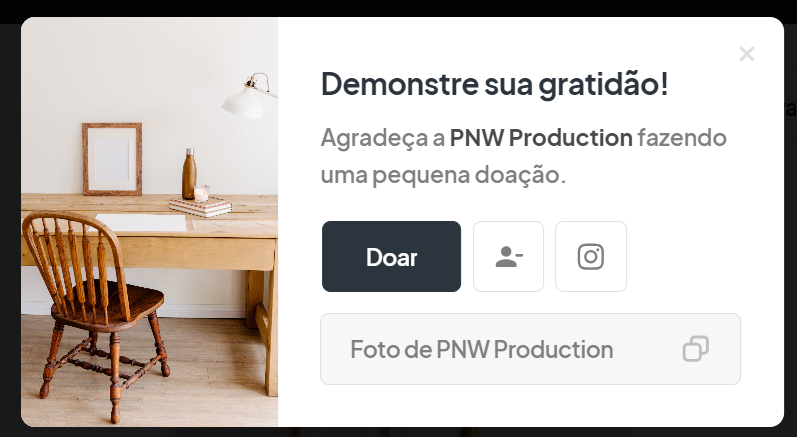 Demonstre sua gratidão!
Agradeça a PNW Production fazendo
uma pequena doação.
Doar
Foto de PNW Production